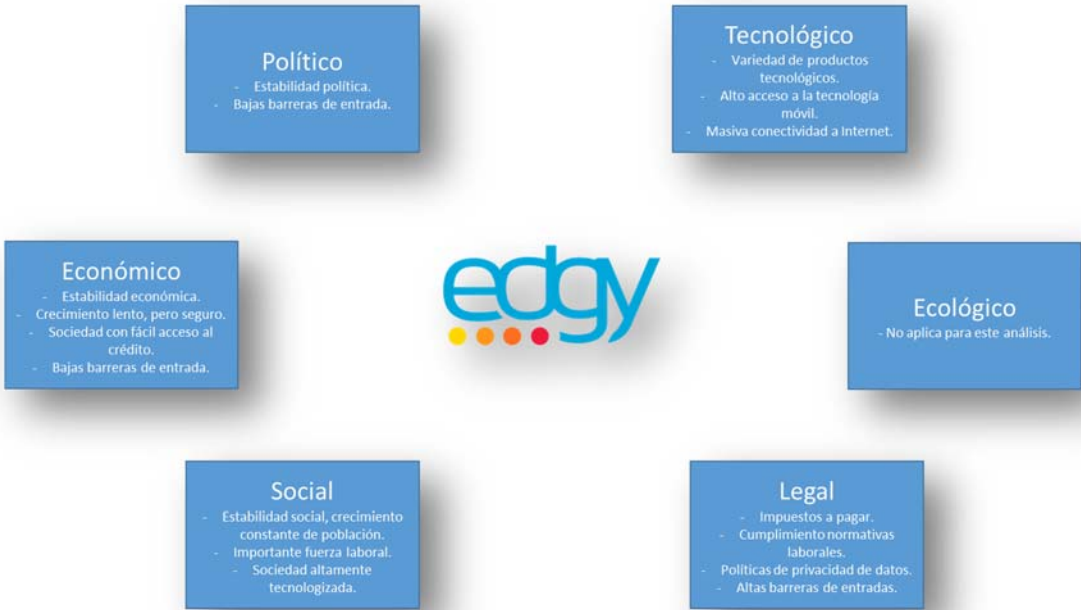 Político
- Estabilidad política.
- Bajas barreras de entrada.
Tecnológico
- Variedad de productos
tecnológicos.
- Alto acceso a la tecnología
móvil.
- Masiva conectividad a Internet.
Económico
- Estabilidad económica.
- Crecimiento lento, pero seguro.
- Sociedad con fácil acceso al
crédito.
- Bajas barreras de entrada.
edgy
Ecológico
- No aplica para este análisis.
Social
- Estabilidad social, crecimiento
constante de población.
- Importante fuerza laboral.
- Sociedad altamente
tecnologizada.
Legal
- Impuestos a pagar.
- Cumplimiento normativas
laborales.
- Políticas de privacidad de datos.
- Altas barreras de entradas.